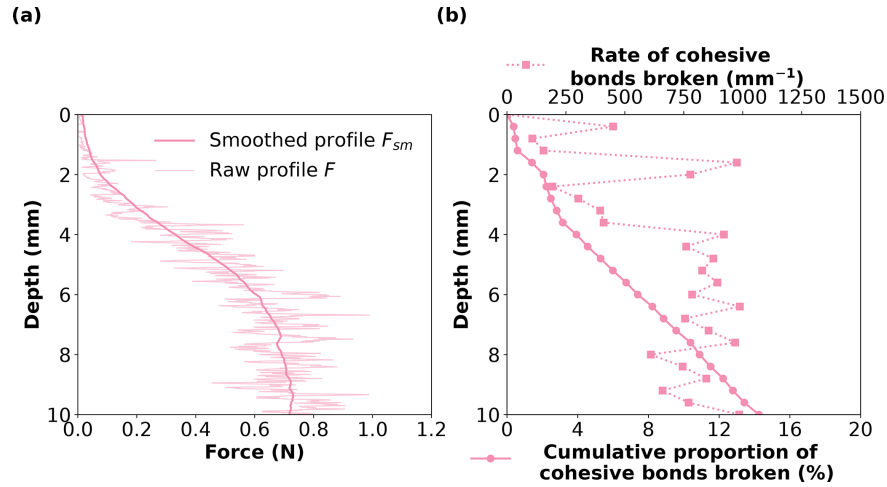 (a)
Smoothed profile F_sm
Raw profile F
0
2
4
6
8
10
Depth (mm)
0.0 0.2 0.4 0.6 0.8 1.0 1.2
Force (N)
(b)
Rate of cohesive
bonds broken (mm⁻¹)
0 250 500 750 1000 1250 1500
0
2
4
6
8
10
Depth (mm)
0 4 8 12 16 20
Cumulative proportion of
cohesive bonds broken (%)